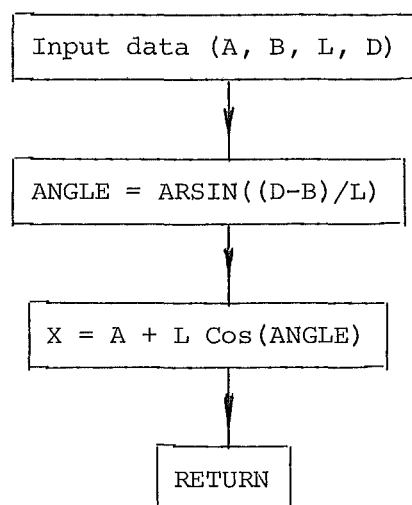 Input data (A, B, L, D)
ANGLE = ARSIN((D-B)/L)
X = A + L Cos(ANGLE)
RETURN